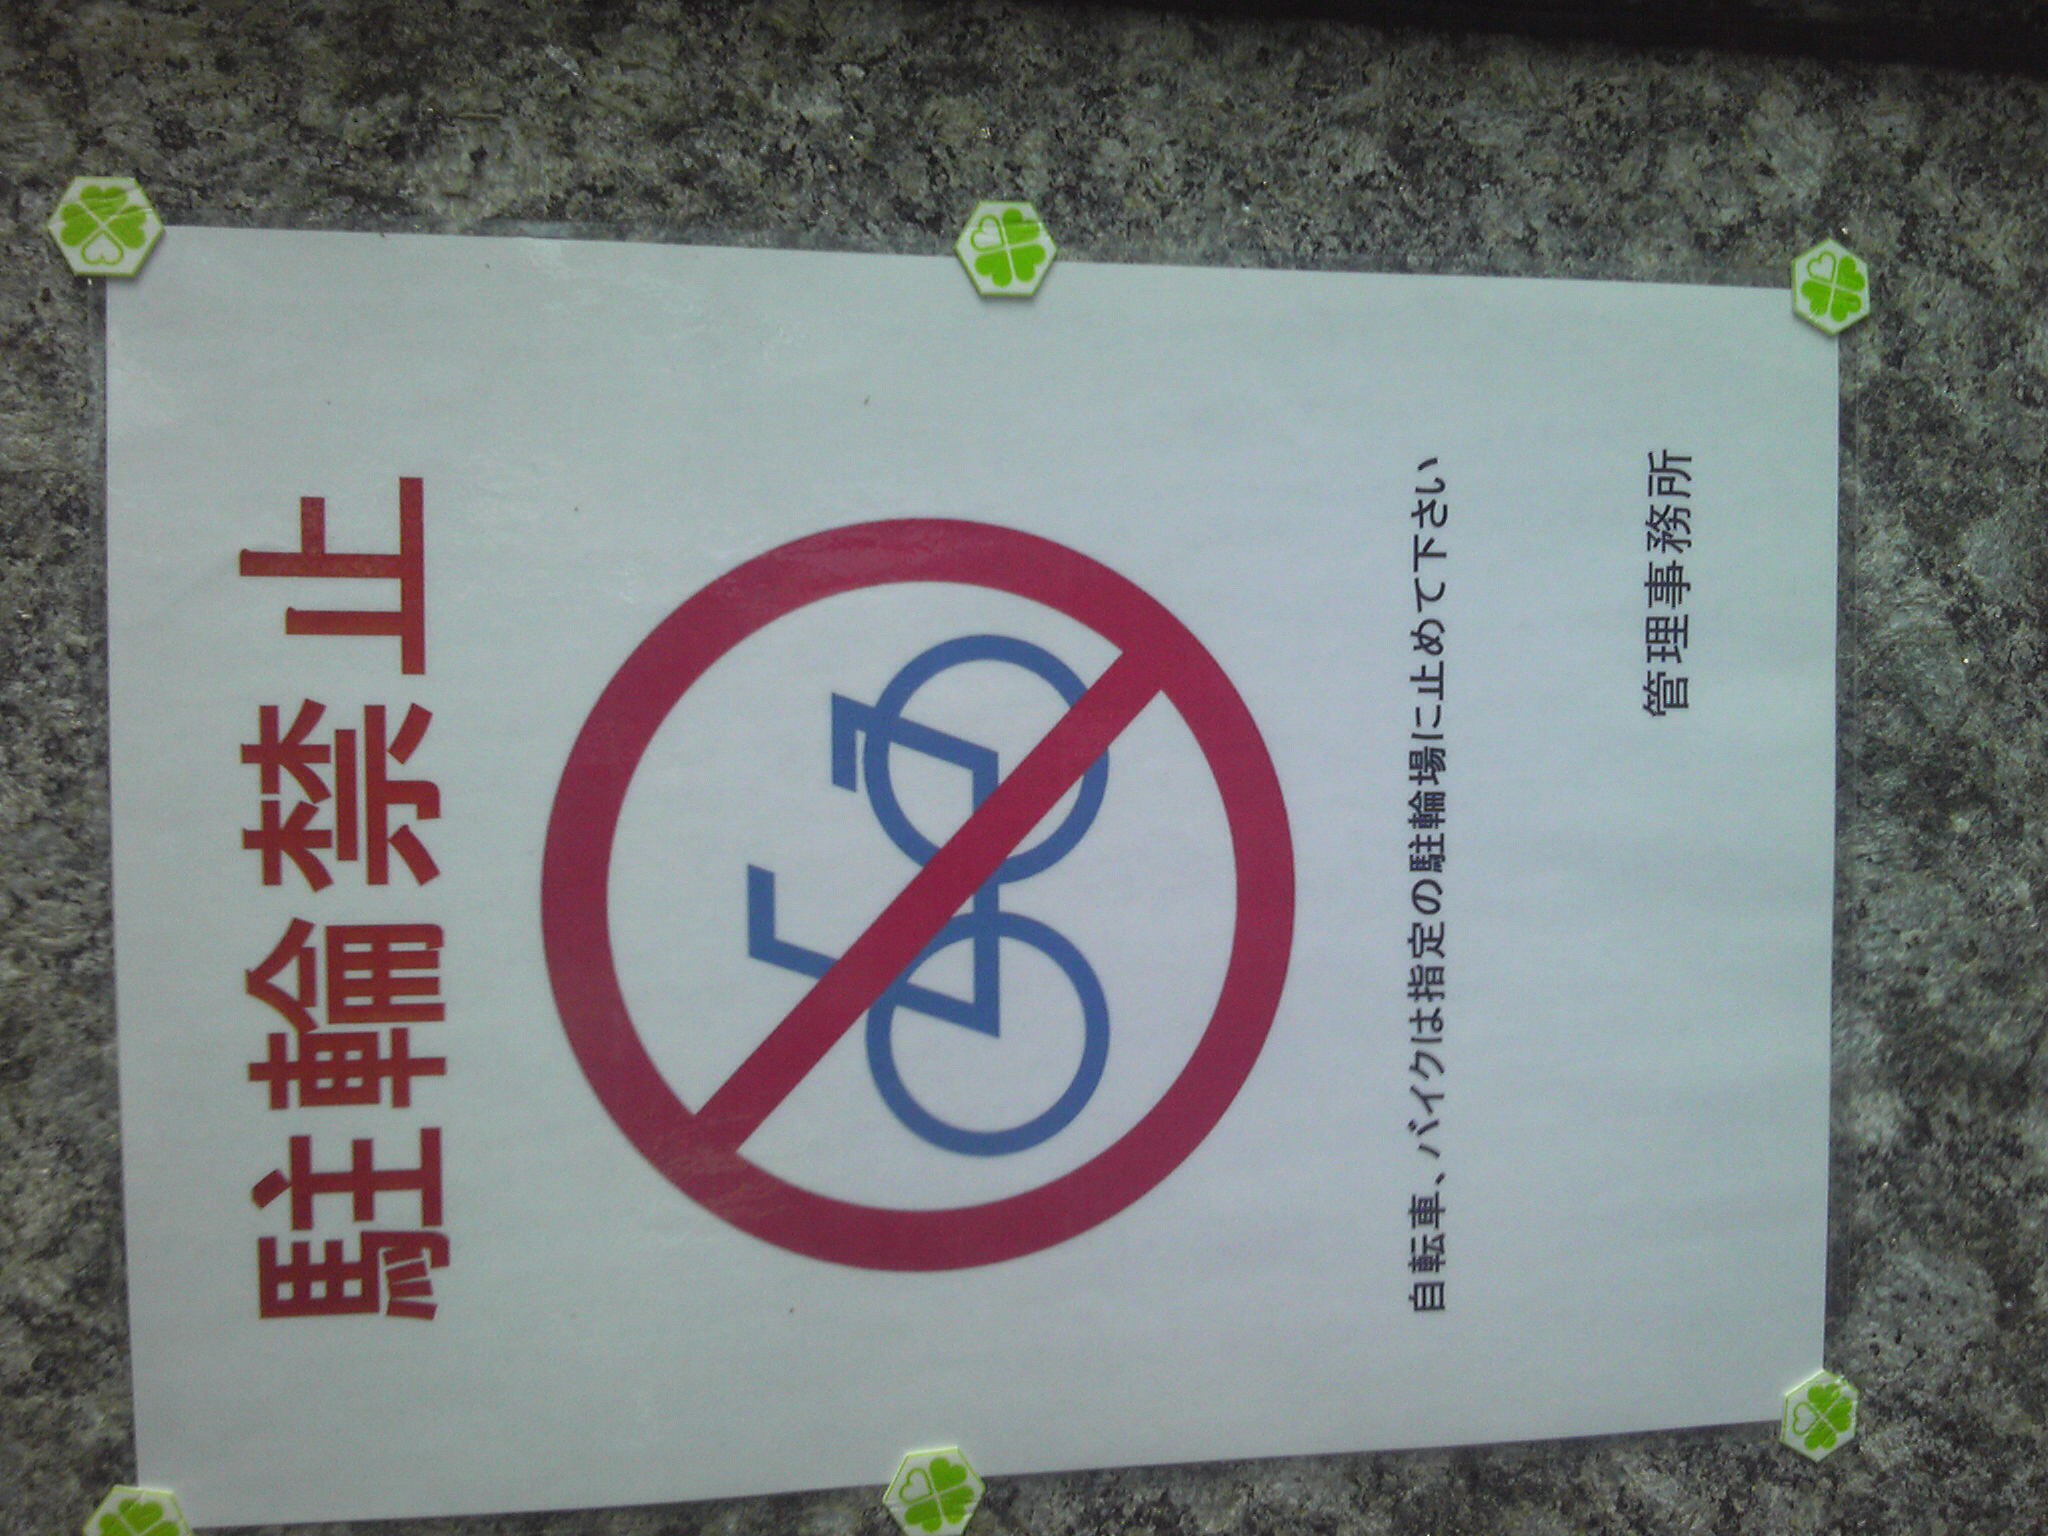 駐輪禁止
自転車、バイクは指定の駐輪場に止めて下さい
管理事務所